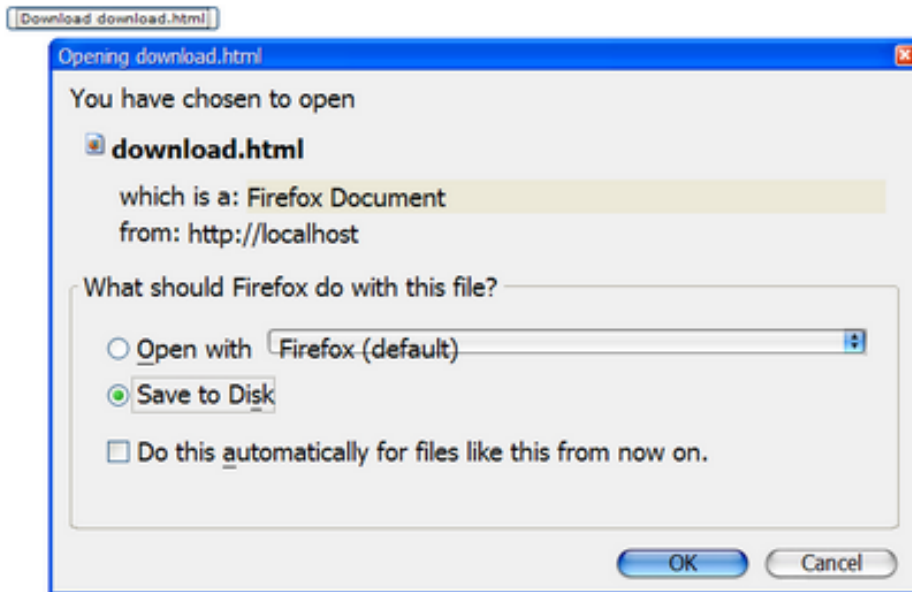 Download download.html
Opening download.html
You have chosen to open
download.html
which is a: Firefox Document
from: http://localhost
What should Firefox do with this file?
Open with Firefox (default)
Save to Disk
Do this automatically for files like this from now on.
OK Cancel